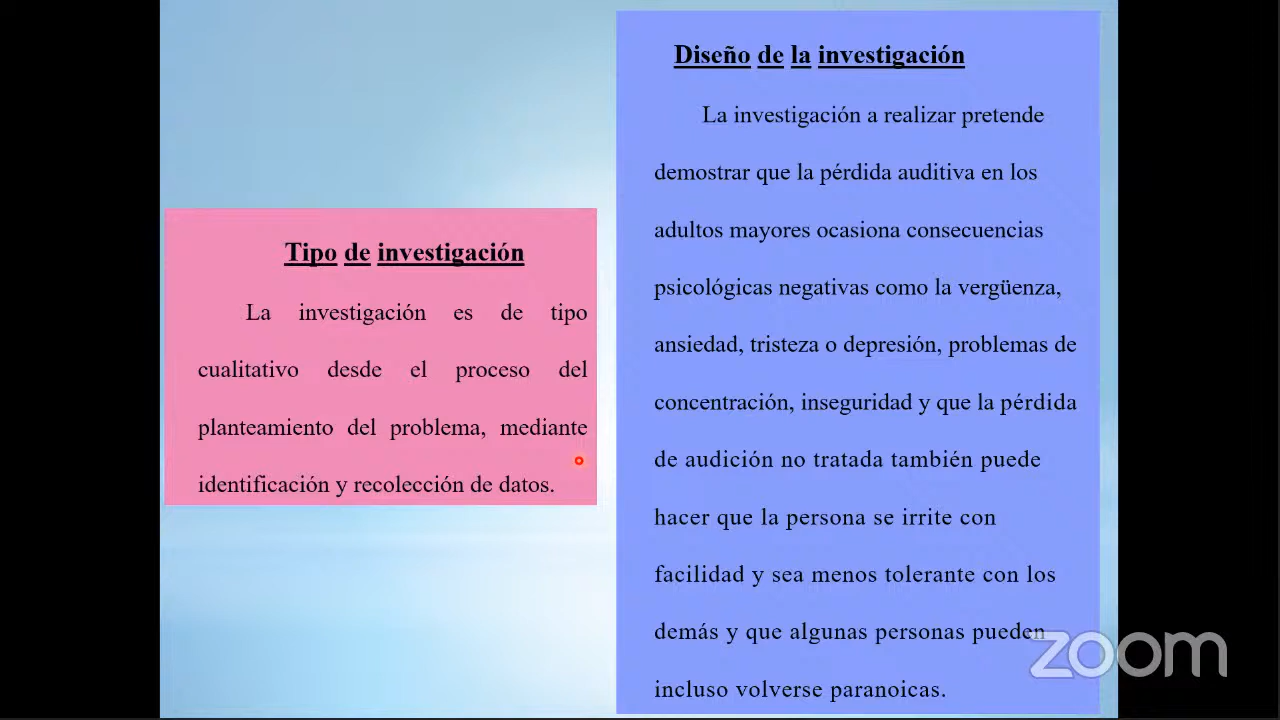 Tipo de investigación
La investigación es de tipo
cualitativo desde el proceso del
planteamiento del problema, mediante
identificación y recolección de datos.
Diseño de la investigación
La investigación a realizar pretende
demostrar que la pérdida auditiva en los
adultos mayores ocasiona consecuencias
psicológicas negativas como la vergüenza,
ansiedad, tristeza o depresión, problemas de
concentración, inseguridad y que la pérdida
de audición no tratada también puede
hacer que la persona se irrite con
facilidad y sea menos tolerante con los
demás y que algunas personas pueden
incluso volverse paranoicas.
zoom